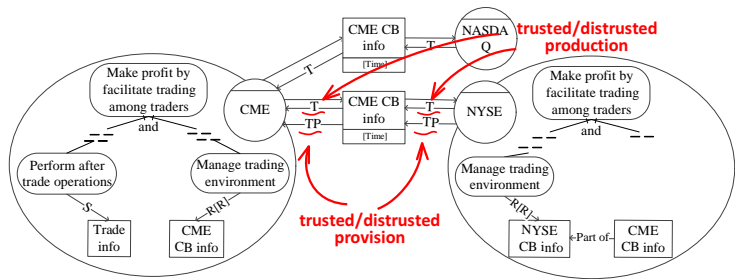 CME CB
info
[Time]
NASDA
Q
T
T
trusted/distrusted
production
Make profit by
facilitate trading
among traders
and
Perform after
trade operations
Manage trading
environment
S
R[R]
Trade
info
CME
CB info
CME
T
TP
CME CB
info
[Time]
T
TP
NYSE
trusted/distrusted
provision
Make profit by
facilitate trading
among traders
and
Manage trading
environment
R[R]
NYSE
CB info
Part of
CME
CB info